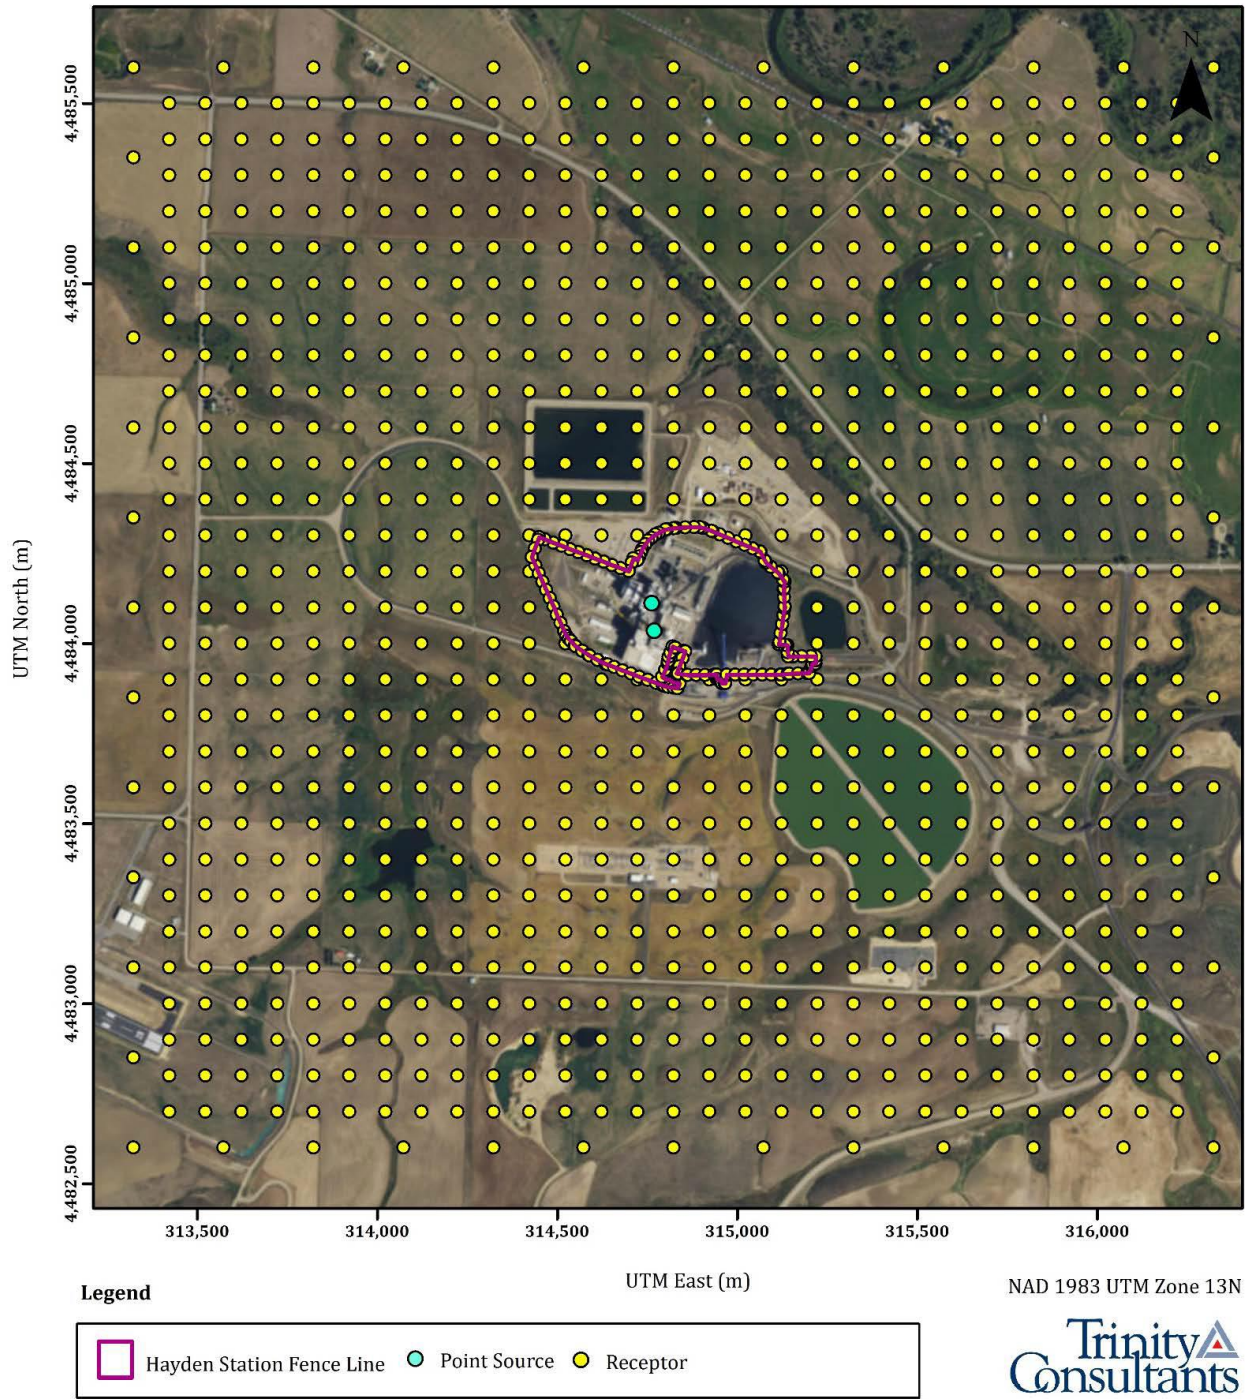 N
4,485,500
4,485,000
4,484,500
4,484,000
4,483,500
4,483,000
4,482,500
UTM North (m)
313,500 314,000 314,500 315,000 315,500 316,000
UTM East (m)
NAD 1983 UTM Zone 13N
Legend
Hayden Station Fence Line Point Source Receptor
Trinity
Consultants